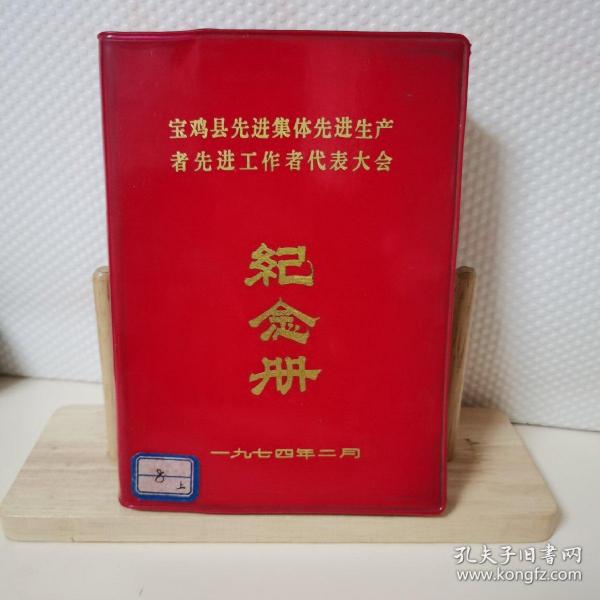 宝鸡县先进集体先进生产
者先进工作者代表大会
紀
念
册
一九七四年二月
8
上
孔夫子旧书网
www.kongfz.com